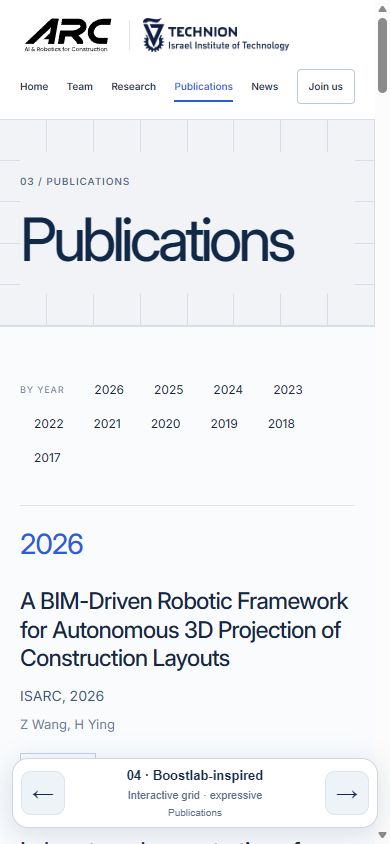 ARC
AI & Robotics for Construction
TECHNION
Israel Institute of Technology
Home Team Research Publications News Join us
03 / PUBLICATIONS
Publications
BY YEAR 2026 2025 2024 2023
2022 2021 2020 2019 2018
2017
2026
A BIM-Driven Robotic Framework
for Autonomous 3D Projection of
Construction Layouts
ISARC, 2026
Z Wang, H Ying
← 04 · Boostlab-inspired →
Interactive grid · expressive
Publications